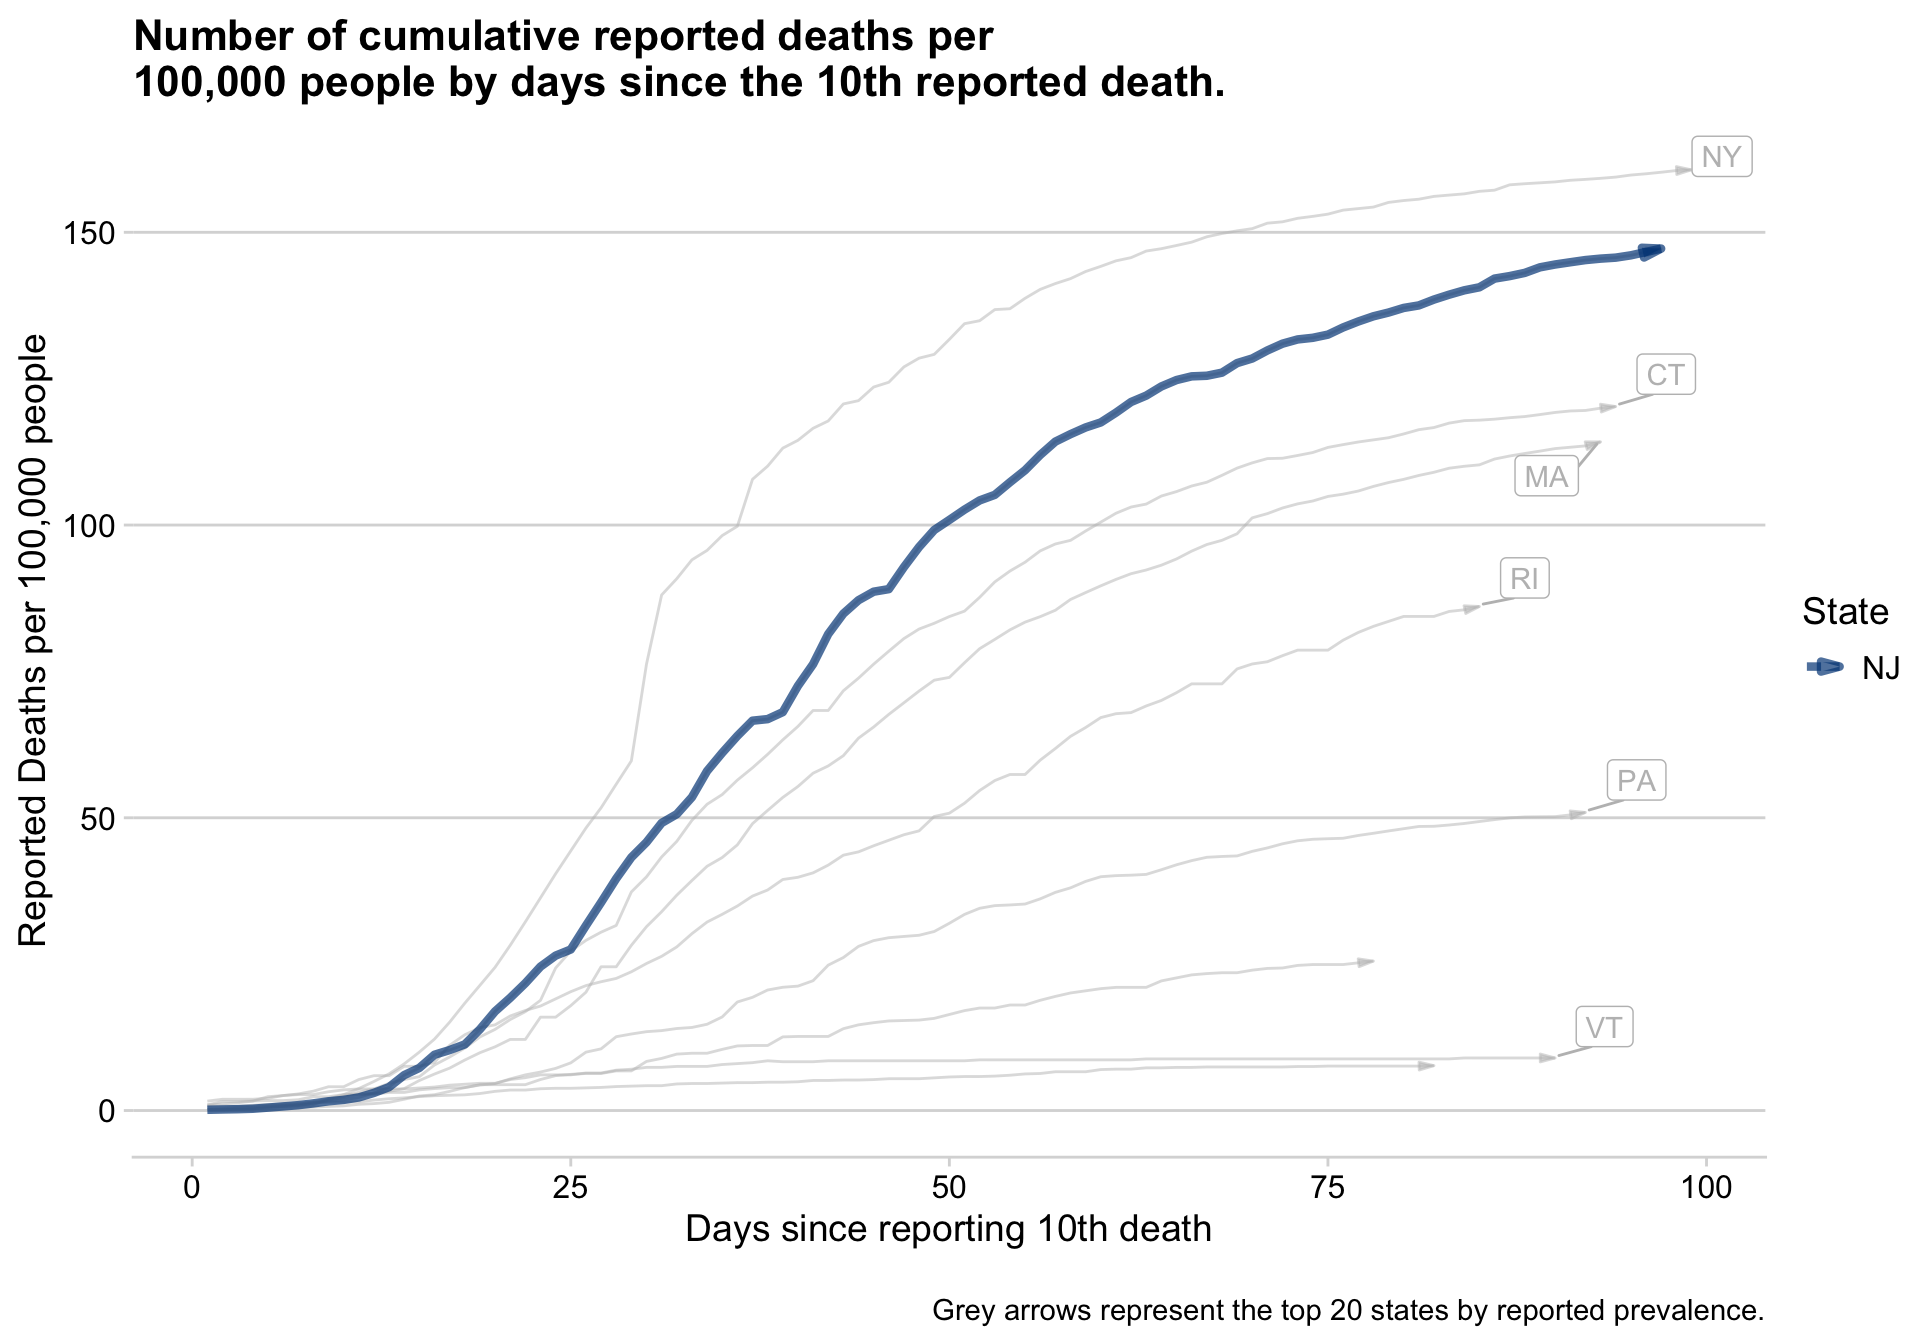 Number of cumulative reported deaths per
100,000 people by days since the 10th reported death.
Reported Deaths per 100,000 people
150
100
50
0
NY
CT
MA
RI
PA
VT
State
NJ
0 25 50 75 100
Days since reporting 10th death
Grey arrows represent the top 20 states by reported prevalence.